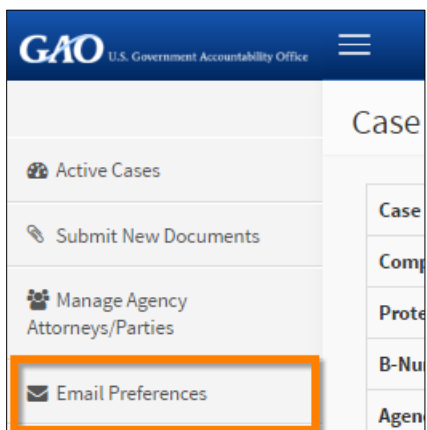 GAO U.S. Government Accountability Office
Case
Active Cases
Submit New Documents
Manage Agency
Attorneys/Parties
Email Preferences
Case
Comp
Prote
B-Nu
Agen